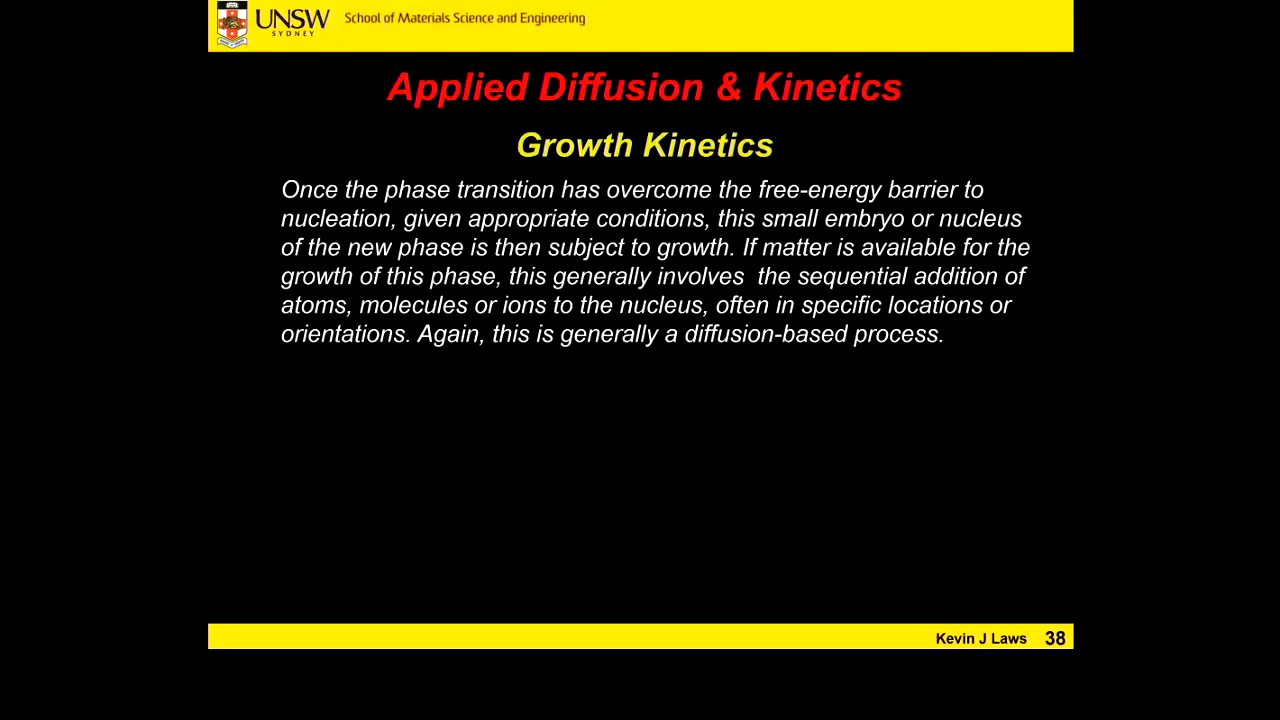 UNSW
SYDNEY
School of Materials Science and Engineering
Applied Diffusion & Kinetics
Growth Kinetics
Once the phase transition has overcome the free-energy barrier to
nucleation, given appropriate conditions, this small embryo or nucleus
of the new phase is then subject to growth. If matter is available for the
growth of this phase, this generally involves  the sequential addition of
atoms, molecules or ions to the nucleus, often in specific locations or
orientations. Again, this is generally a diffusion-based process.
Kevin J Laws 38